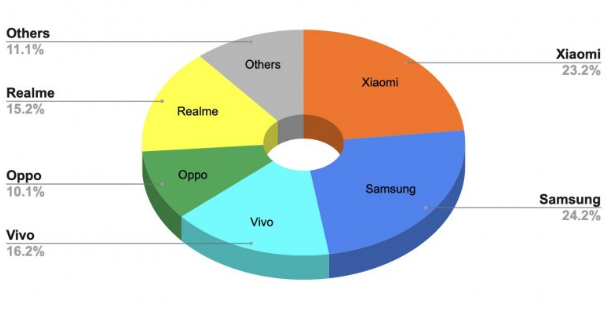 Others
11.1%
Realme
15.2%
Oppo
10.1%
Vivo
16.2%
Xiaomi
23.2%
Samsung
24.2%
Others
Xiaomi
Realme
Oppo
Samsung
Vivo